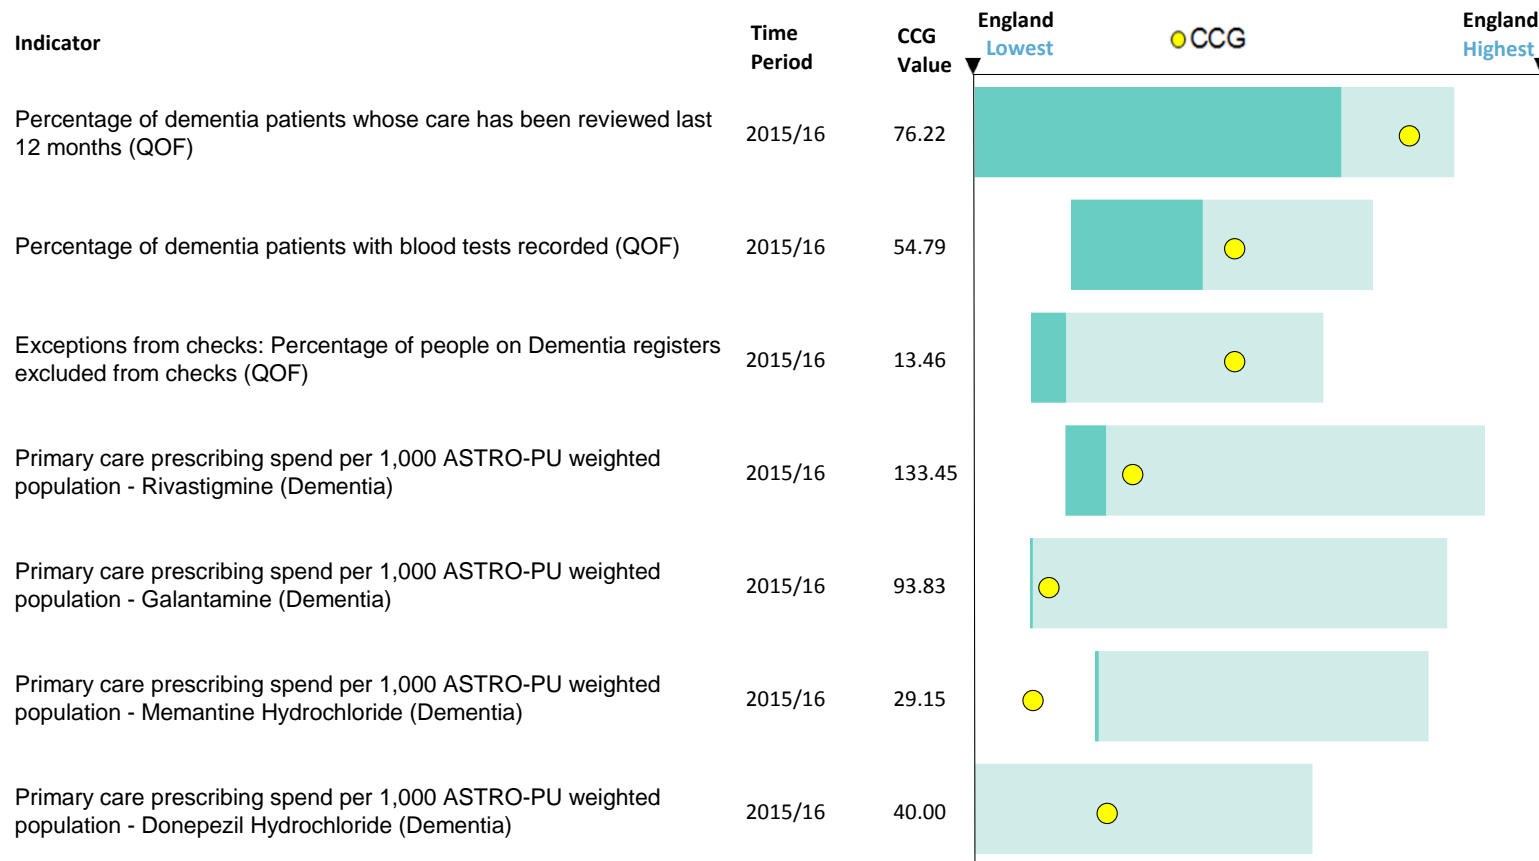 Indicator
Time
Period
CCG
Value
England
Lowest
CCG
England
Highest
Percentage of dementia patients whose care has been reviewed last
12 months (QOF)
2015/16
76.22
Percentage of dementia patients with blood tests recorded (QOF)
2015/16
54.79
Exceptions from checks: Percentage of people on Dementia registers
excluded from checks (QOF)
2015/16
13.46
Primary care prescribing spend per 1,000 ASTRO-PU weighted
population - Rivastigmine (Dementia)
2015/16
133.45
Primary care prescribing spend per 1,000 ASTRO-PU weighted
population - Galantamine (Dementia)
2015/16
93.83
Primary care prescribing spend per 1,000 ASTRO-PU weighted
population - Memantine Hydrochloride (Dementia)
2015/16
29.15
Primary care prescribing spend per 1,000 ASTRO-PU weighted
population - Donepezil Hydrochloride (Dementia)
2015/16
40.00